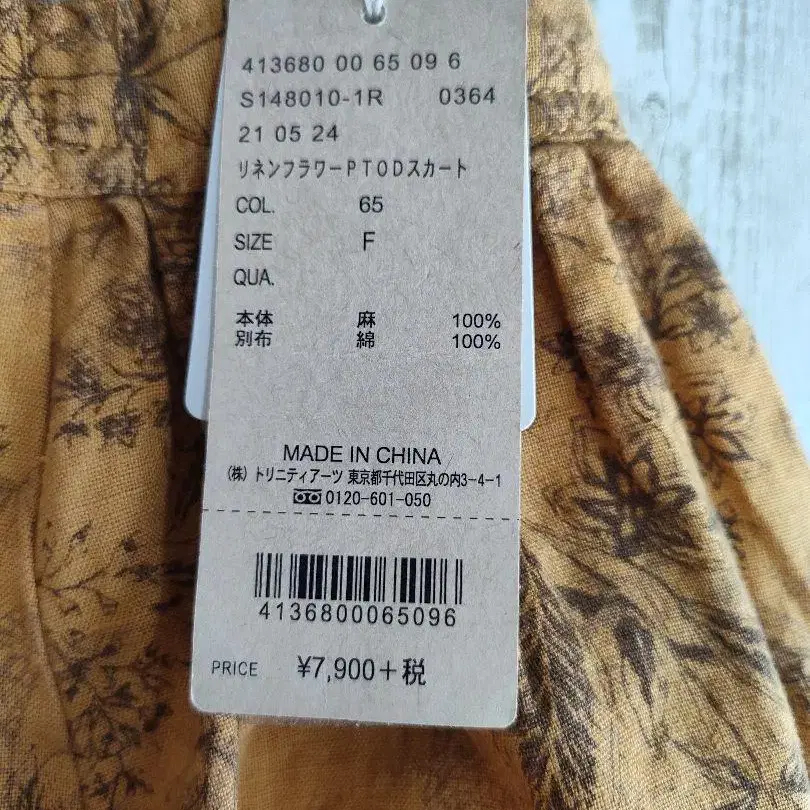 413680 00 65 09 6
S148010-1R 0364
21 05 24
リネンフラワーPTODスカート
COL. 65
SIZE F
QUA.
本体 麻 100%
別布 綿 100%
MADE IN CHINA
(株) トリニティアーツ 東京都千代田区丸の内3-4-1
0120-601-050
4136800065096
PRICE ¥7,900+税